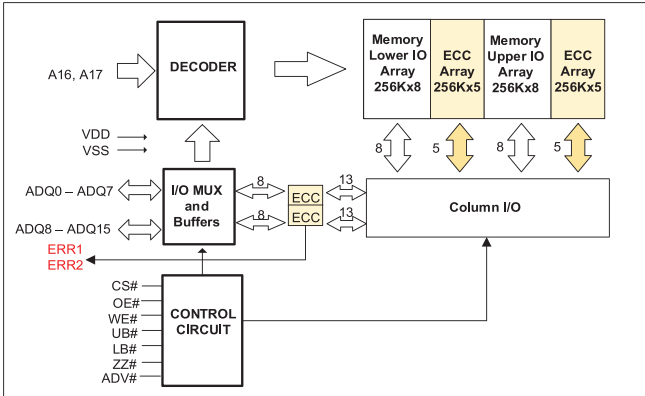 A16, A17
DECODER
Memory
Lower IO
Array
256Kx8
ECC
Array
256Kx5
Memory
Upper IO
Array
256Kx8
ECC
Array
256Kx5
VDD
VSS
8
5
8
5
ADQ0 – ADQ7
ADQ8 – ADQ15
I/O MUX
and
Buffers
8
8
ECC
ECC
13
13
Column I/O
ERR1
ERR2
CS#
OE#
WE#
UB#
LB#
ZZ#
ADV#
CONTROL
CIRCUIT